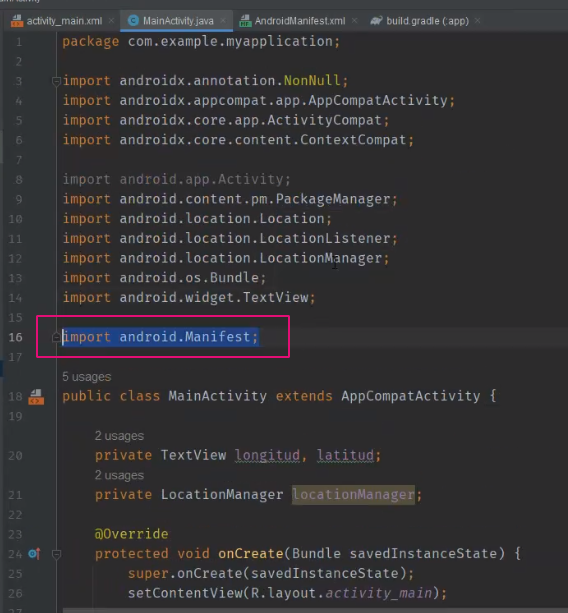 activity_main.xml MainActivity.java AndroidManifest.xml build.gradle (:app)
1 package com.example.myapplication;
2
3 import androidx.annotation.NonNull;
4 import androidx.appcompat.app.AppCompatActivity;
5 import androidx.core.app.ActivityCompat;
6 import androidx.core.content.ContextCompat;
7
8 import android.app.Activity;
9 import android.content.pm.PackageManager;
10 import android.location.Location;
11 import android.location.LocationListener;
12 import android.location.LocationManager;
13 import android.os.Bundle;
14 import android.widget.TextView;
15
16 import android.Manifest;
17
5 usages
18 public class MainActivity extends AppCompatActivity {
19
2 usages
20 private TextView longitud, latitud;
2 usages
21 private LocationManager locationManager;
22
23 @Override
24 protected void onCreate(Bundle savedInstanceState) {
25 super.onCreate(savedInstanceState);
26 setContentView(R.layout.activity_main);